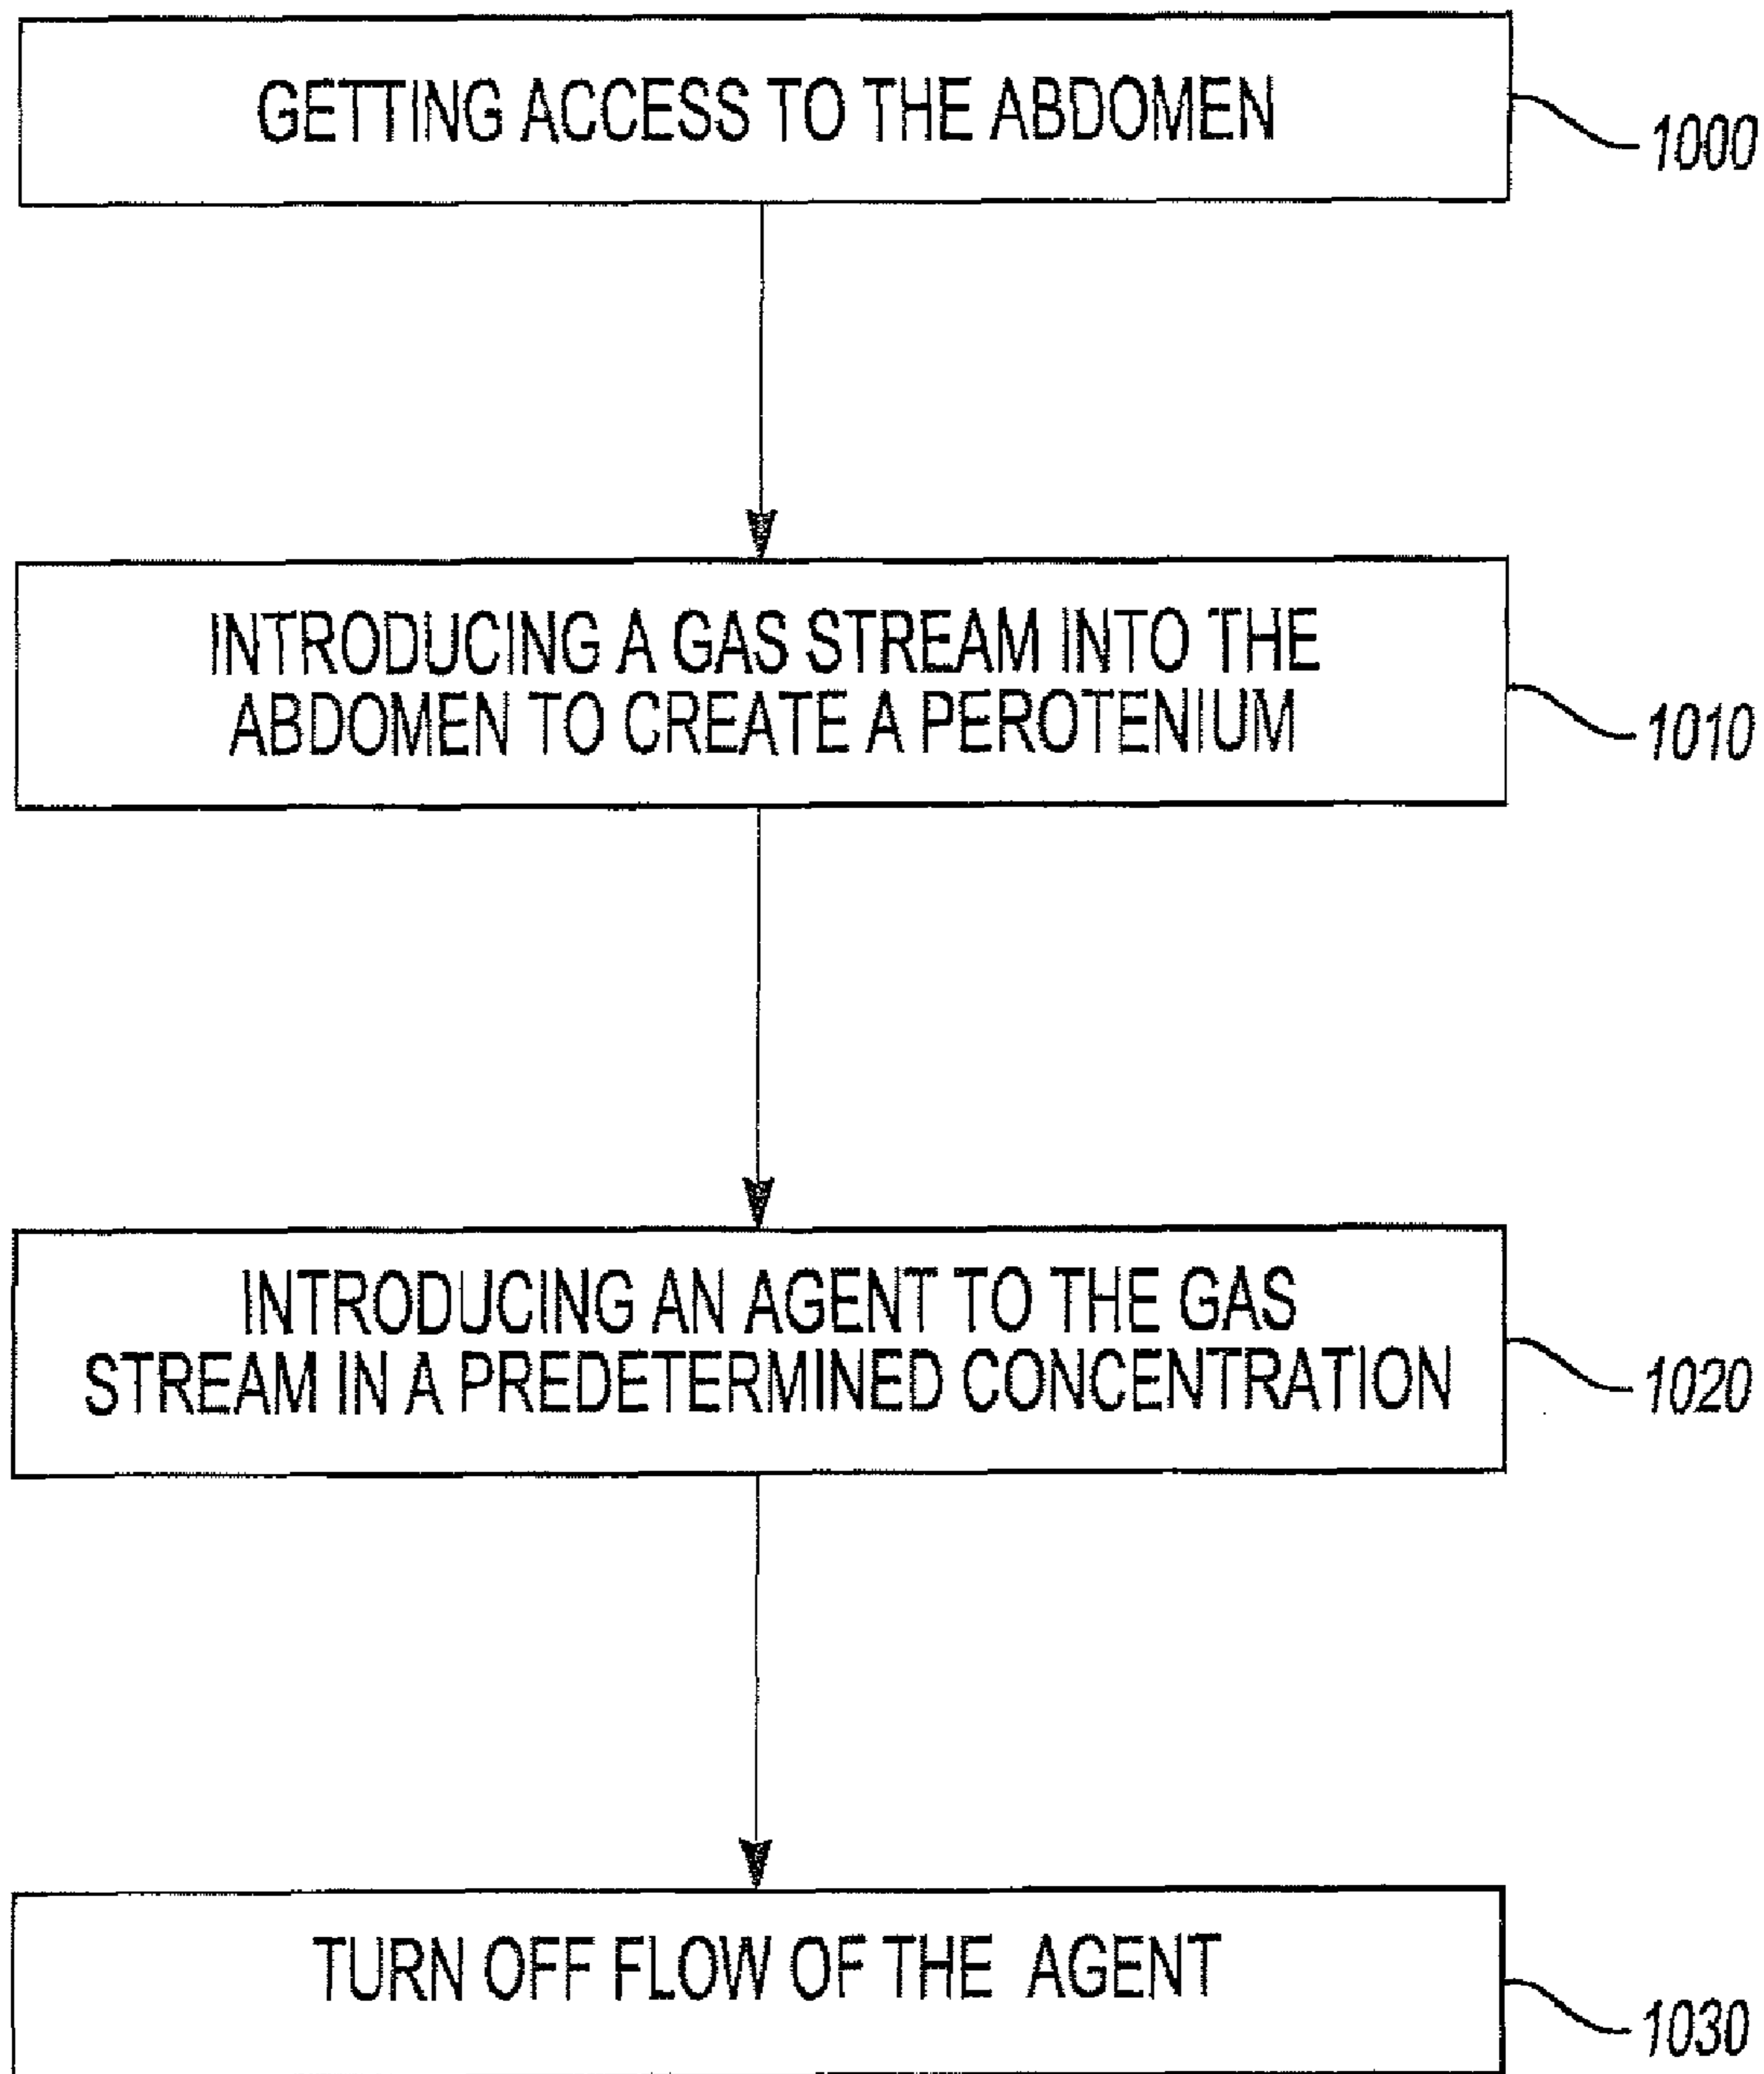 GETTING ACCESS TO THE ABDOMEN
1000
INTRODUCING A GAS STREAM INTO THE
ABDOMEN TO CREATE A PEROTENIUM
1010
INTRODUCING AN AGENT TO THE GAS
STREAM IN A PREDETERMINED CONCENTRATION
1020
TURN OFF FLOW OF THE AGENT
1030